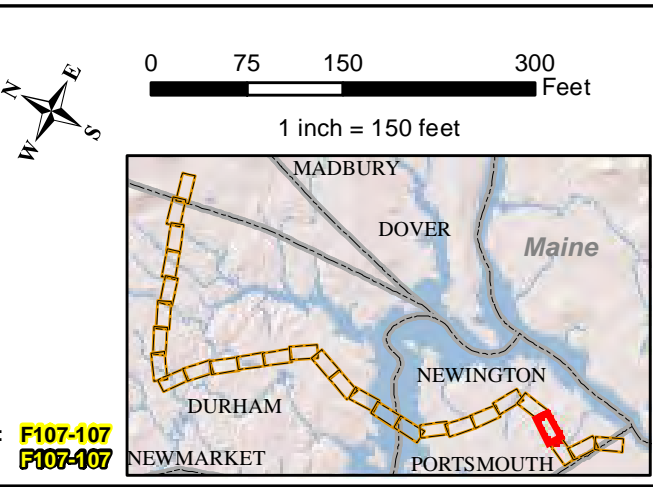 N E
W S
0 75 150 300
Feet
1 inch = 150 feet
MADBURY
DOVER
Maine
NEWINGTON
DURHAM
: F107-107
F107-107
NEWMARKET
PORTSMOUTH